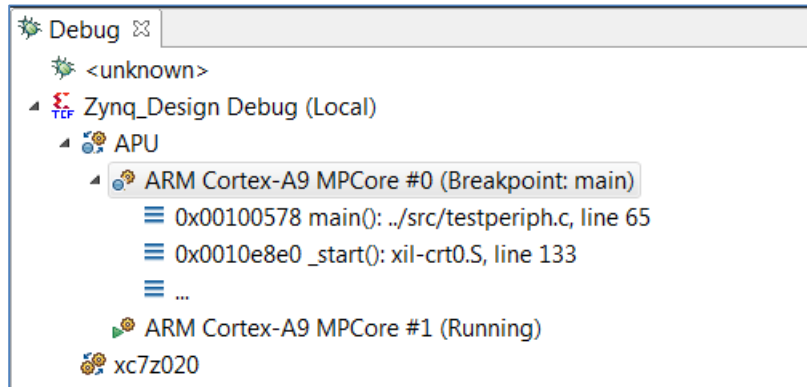 Debug
<unknown>
TCF Zynq_Design Debug (Local)
APU
ARM Cortex-A9 MPCore #0 (Breakpoint: main)
0x00100578 main(): ../src/testperiph.c, line 65
0x0010e8e0 _start(): xil-crt0.S, line 133
...
ARM Cortex-A9 MPCore #1 (Running)
xc7z020